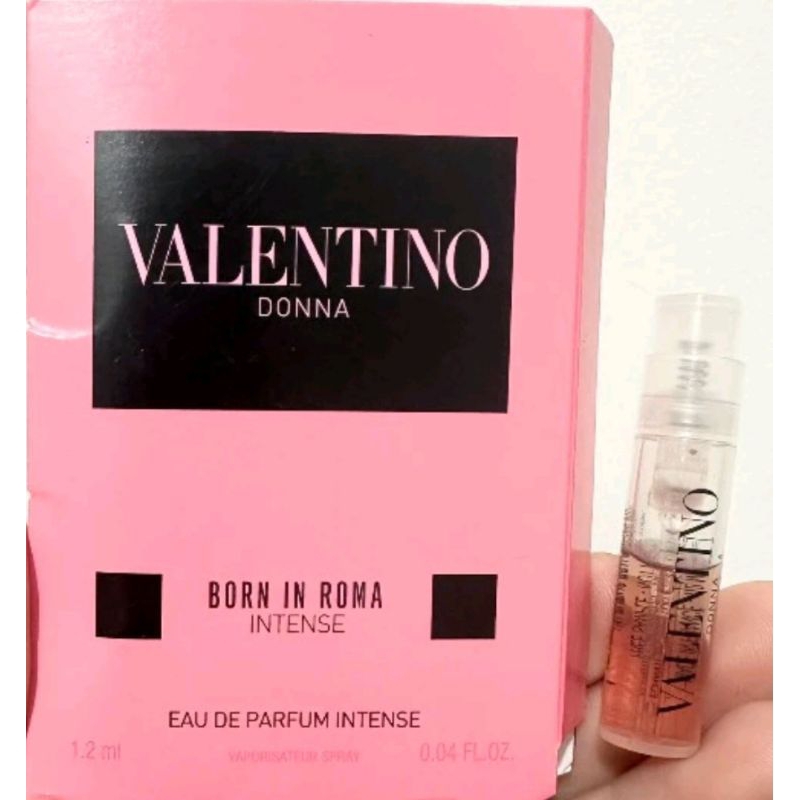 VALENTINO
DONNA
BORN IN ROMA
INTENSE
EAU DE PARFUM INTENSE
1.2 ml VAPORISATEUR SPRAY 0.04 FL.OZ.
VALENTINO
DONNA